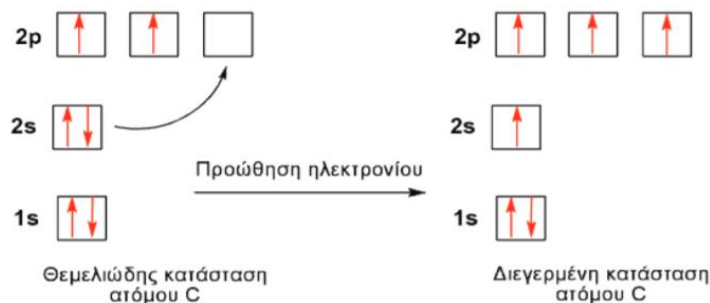 2p
2p
2s
2s
Προώθηση ηλεκτρονίου
1s
1s
Θεμελιώδης κατάσταση
ατόμου C
Διεγερμένη κατάσταση
ατόμου C